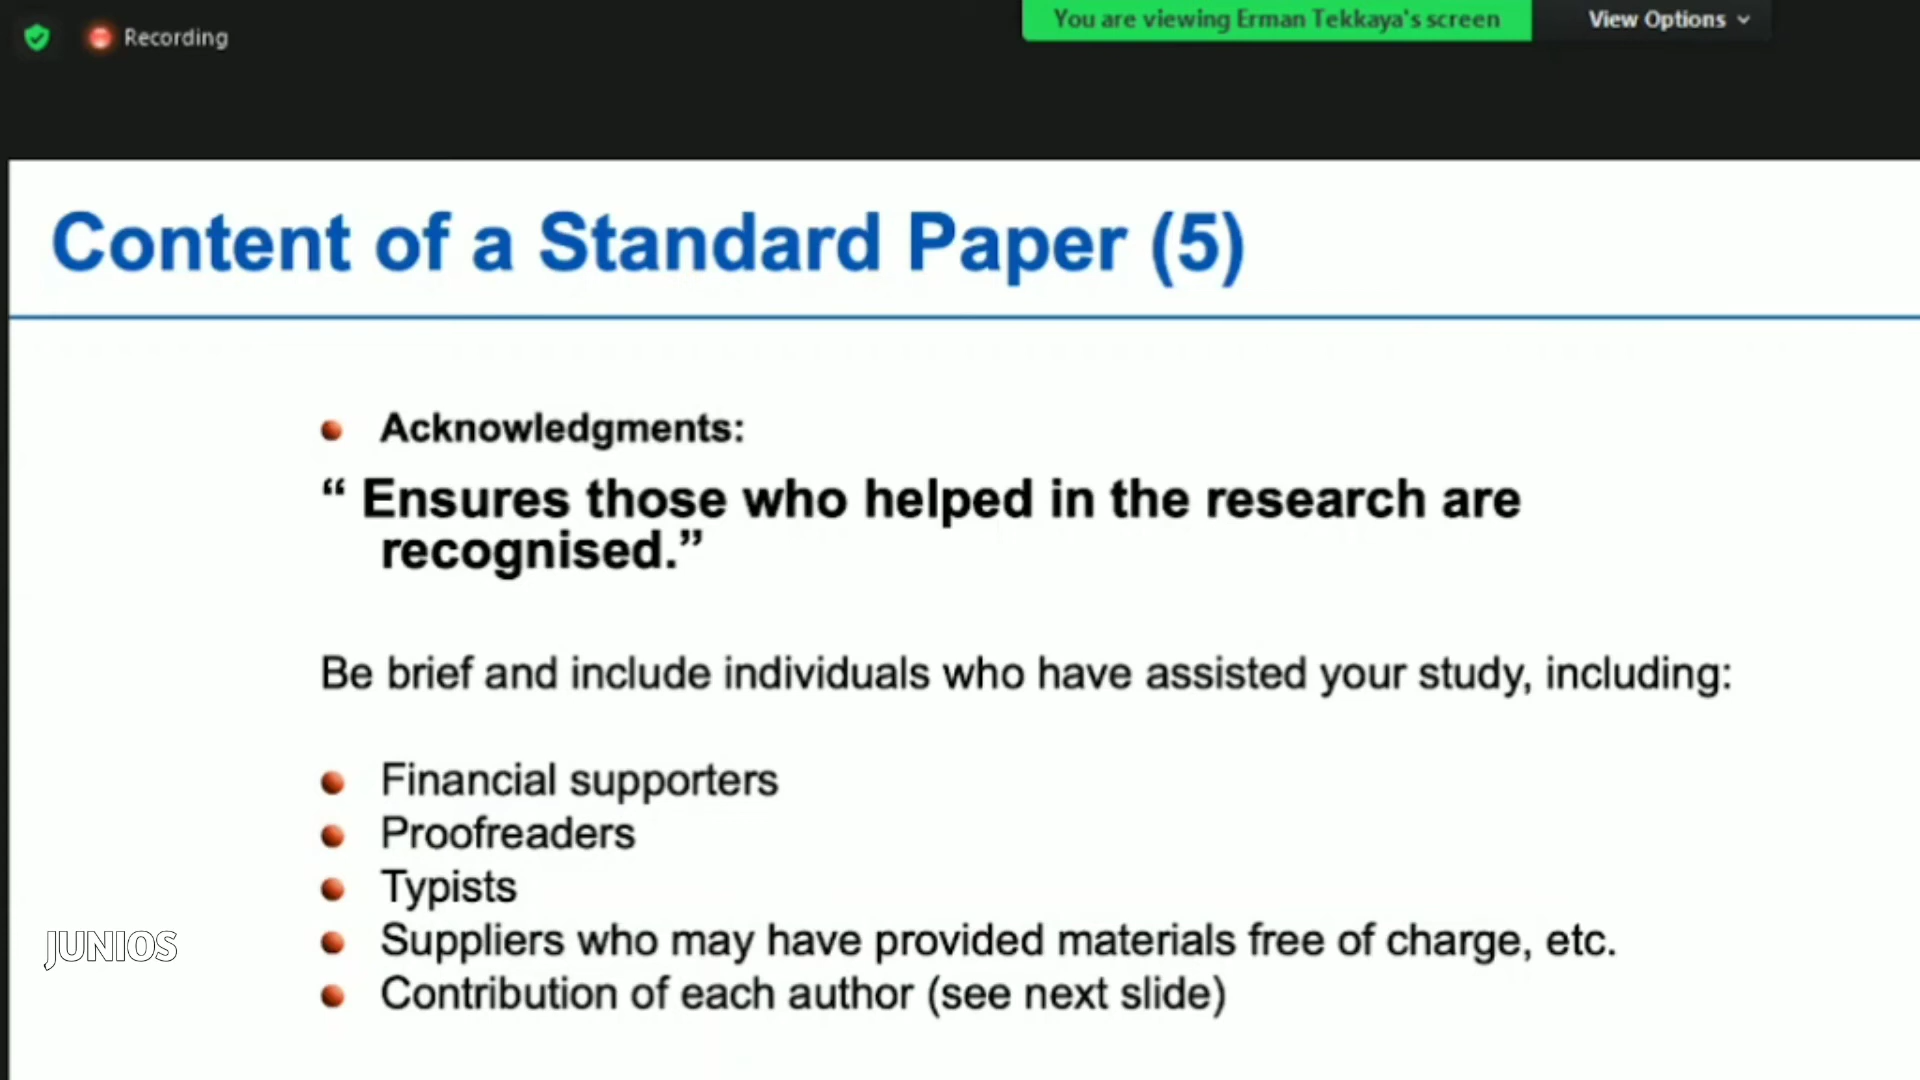 Recording
You are viewing Erman Tekkaya's screen
View Options
Content of a Standard Paper (5)
Acknowledgments:
“ Ensures those who helped in the research are
recognised.”
Be brief and include individuals who have assisted your study, including:
Financial supporters
Proofreaders
Typists
Suppliers who may have provided materials free of charge, etc.
Contribution of each author (see next slide)
JUNIOS